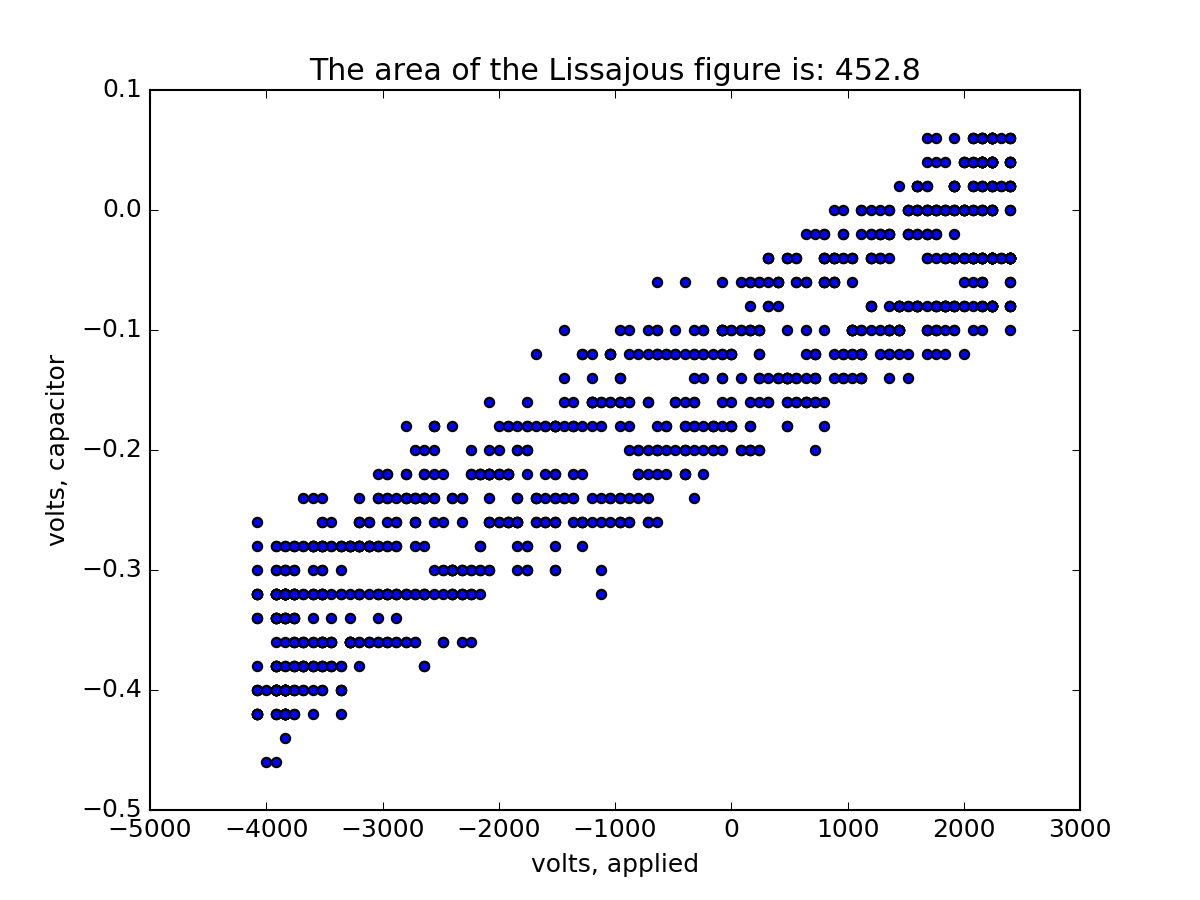 The area of the Lissajous figure is: 452.8
0.1
0.0
−0.1
−0.2
−0.3
−0.4
−0.5
volts, capacitor
−5000 −4000 −3000 −2000 −1000 0 1000 2000 3000
volts, applied